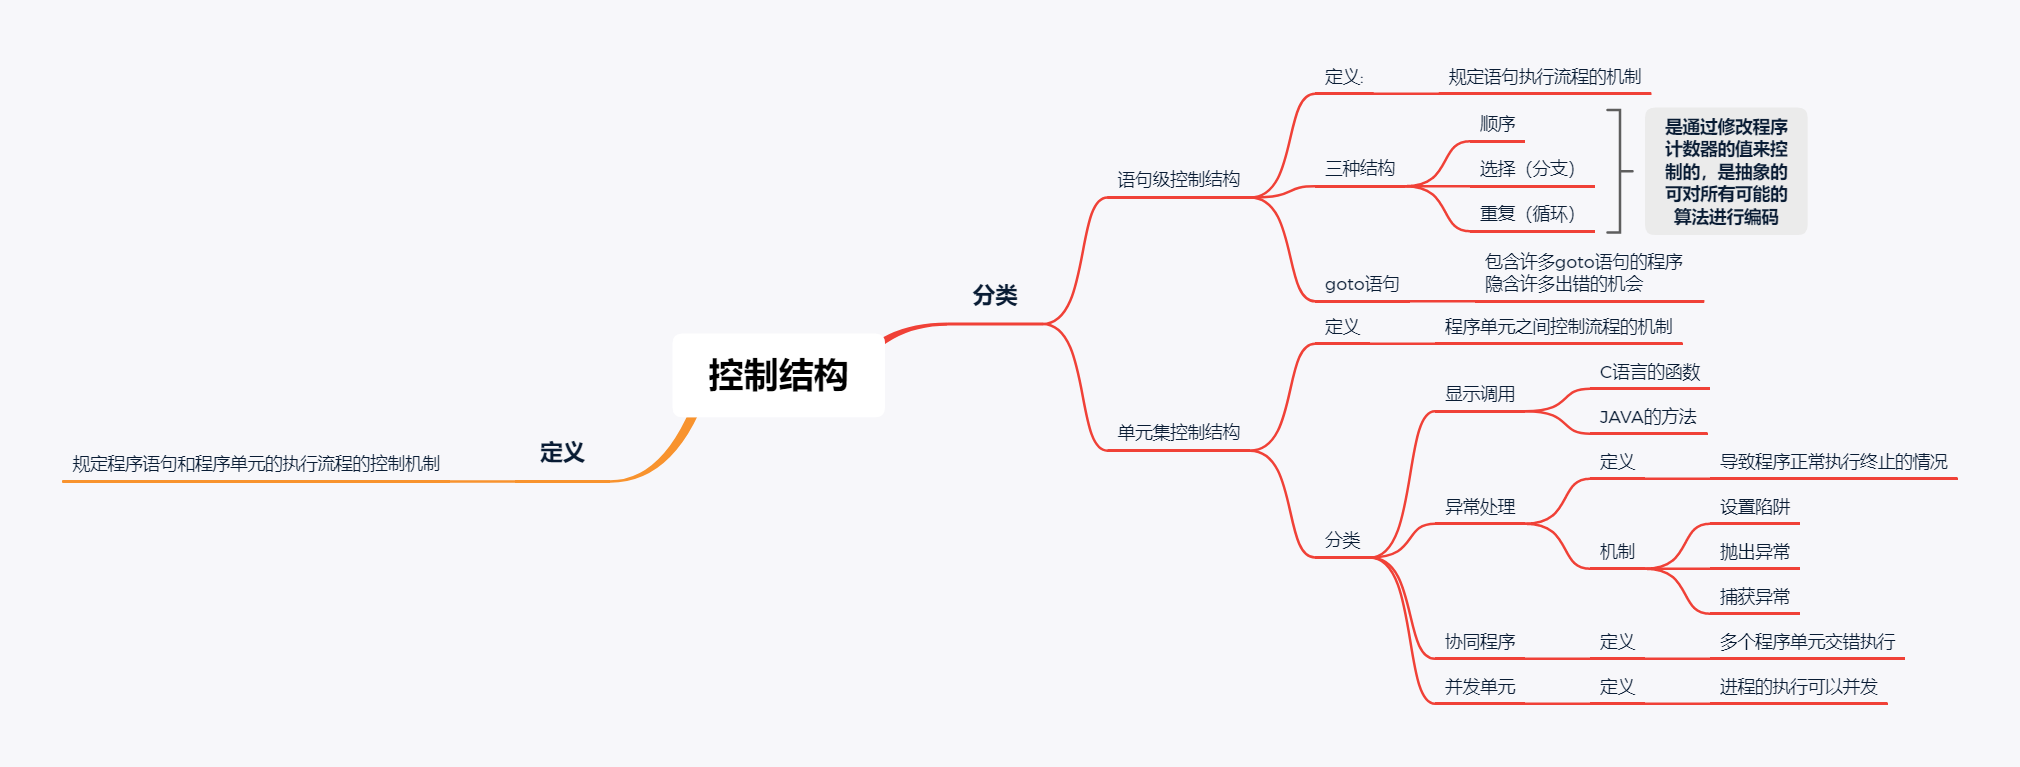 控制结构
定义
规定程序语句和程序单元的执行流程的控制机制
分类
语句级控制结构
定义:
规定语句执行流程的机制
三种结构
顺序
选择（分支）
重复（循环）
是通过修改程序
计数器的值来控
制的，是抽象的
可对所有可能的
算法进行编码
goto语句
包含许多goto语句的程序
隐含许多出错的机会
单元集控制结构
定义
程序单元之间控制流程的机制
分类
显示调用
C语言的函数
JAVA的方法
异常处理
定义
导致程序正常执行终止的情况
机制
设置陷阱
抛出异常
捕获异常
协同程序
定义
多个程序单元交错执行
并发单元
定义
进程的执行可以并发